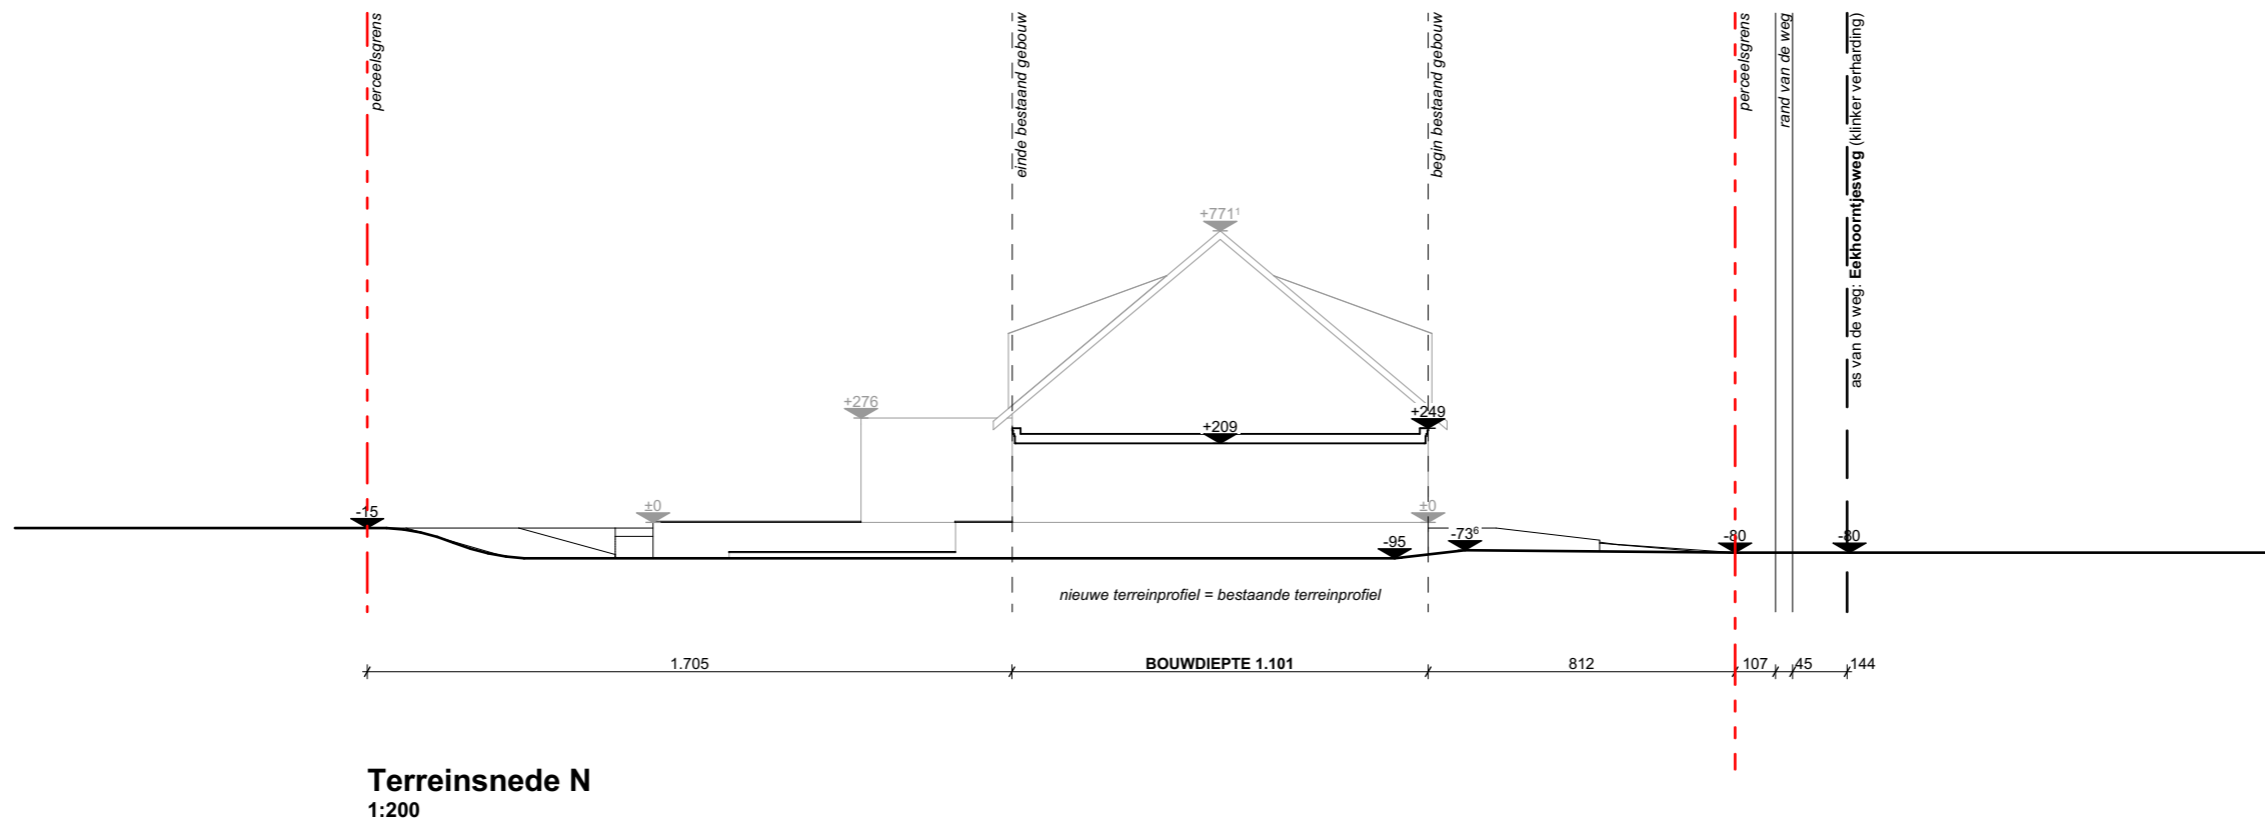 perceelsgrens
einde bestaand gebouw
begin bestaand gebouw
perceelsgrens
rand van de weg
as van de weg: Eekhoorntjesweg (klinker verharding)
+771¹
+276
+249
+209
-15
±0
±0
-73⁶
-95
-80
-80
nieuwe terreinprofiel = bestaande terreinprofiel
1.705
BOUWDIEPTE 1.101
812
107
45
144
Terreinsnede N
1:200